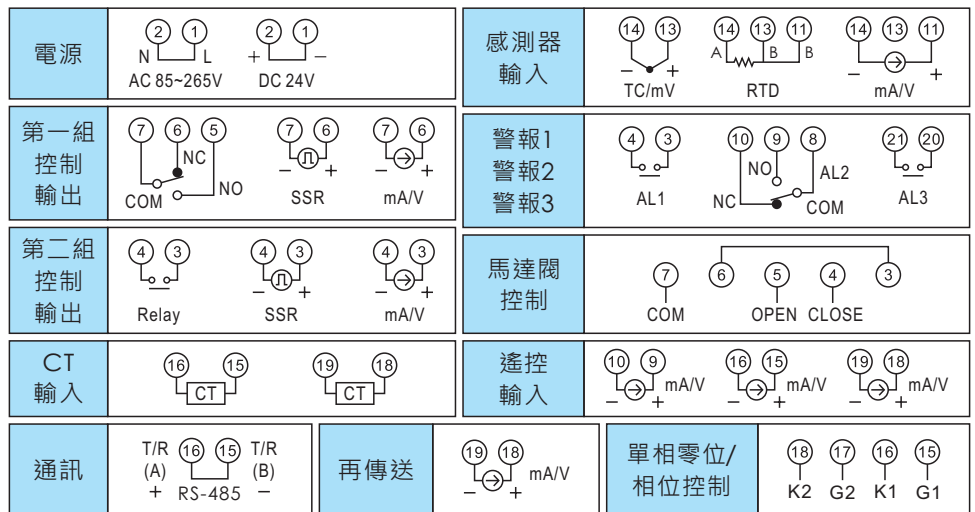 電源
② ①
N L
AC 85~265V
② ①
+ −
DC 24V
感測器
輸入
⑭ ⑬
− +
TC/mV
⑭ ⑬ ⑪
A B B
RTD
⑭ ⑬ ⑪
− +
mA/V
第一組
控制
輸出
⑦ ⑥ ⑤
NC
COM NO
⑦ ⑥
− +
SSR
⑦ ⑥
− +
mA/V
警報1
警報2
警報3
④ ③
AL1
⑩ ⑨ ⑧
NO AL2
NC COM
㉑ ⑳
AL3
第二組
控制
輸出
④ ③
Relay
④ ③
− +
SSR
④ ③
− +
mA/V
馬達閥
控制
⑦ ⑥ ⑤ ④ ③
COM OPEN CLOSE
CT
輸入
⑯ ⑮
CT
⑲ ⑱
CT
遙控
輸入
⑩ ⑨
− + mA/V
⑯ ⑮
− + mA/V
⑲ ⑱
− + mA/V
通訊
T/R ⑯ ⑮ T/R
(A) (B)
+ RS-485 −
再傳送
⑲ ⑱
− + mA/V
單相零位/
相位控制
⑱ ⑰ ⑯ ⑮
K2 G2 K1 G1